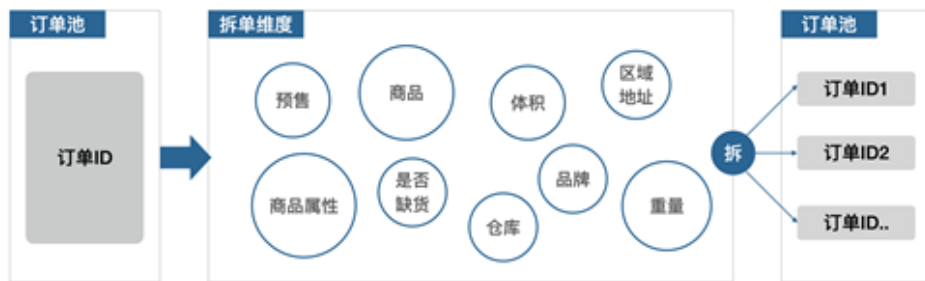 订单池
订单ID
拆单维度
预售
商品
体积
区域
地址
商品属性
是否
缺货
仓库
品牌
重量
拆
订单池
订单ID1
订单ID2
订单ID..